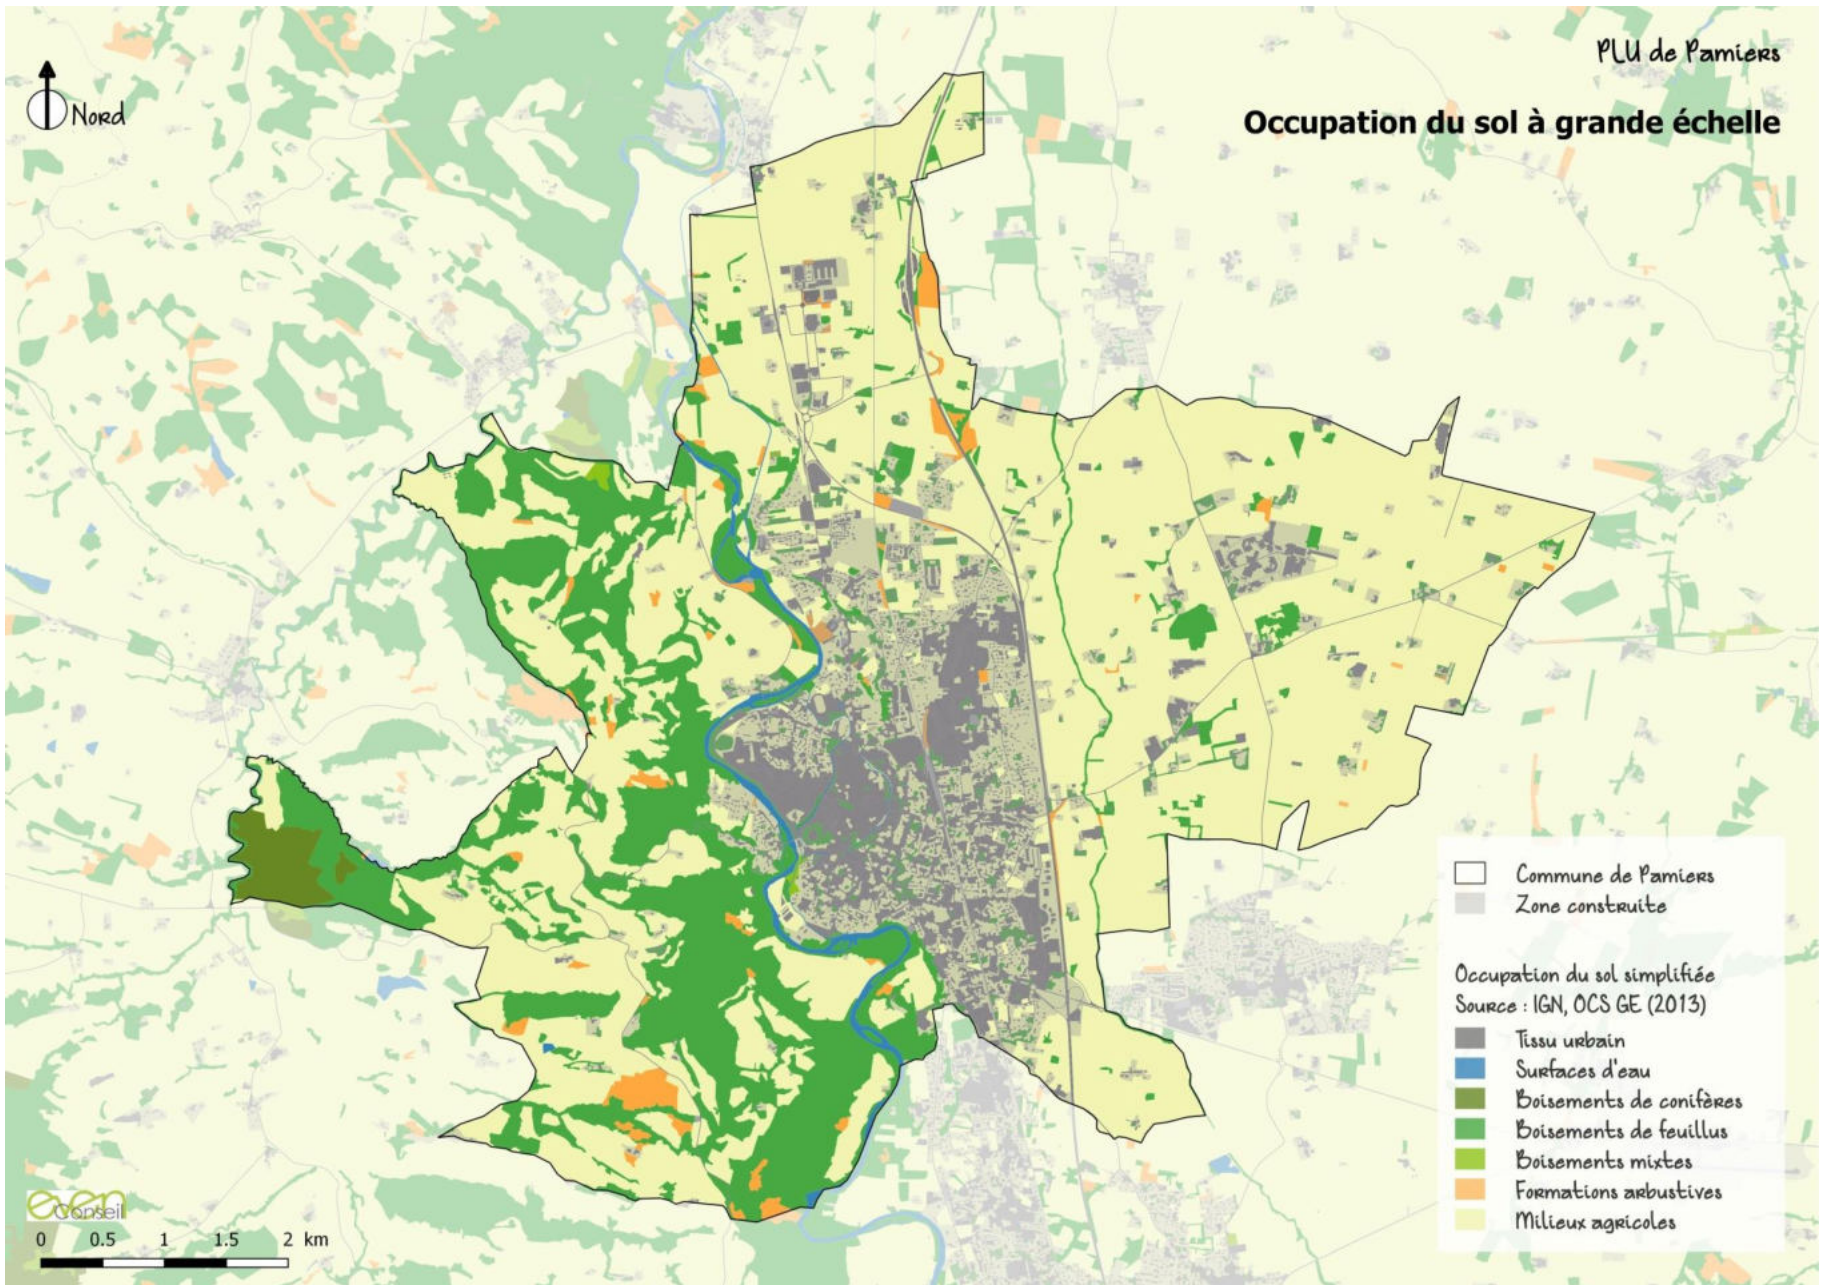 PLU de Pamiers
Occupation du sol à grande échelle
Nord
Commune de Pamiers
Zone construite
Occupation du sol simplifiée
Source : IGN, OCS GE (2013)
Tissu urbain
Surfaces d'eau
Boisements de conifères
Boisements de feuillus
Boisements mixtes
Formations arbustives
Milieux agricoles
even
Conseil
0 0.5 1 1.5 2 km